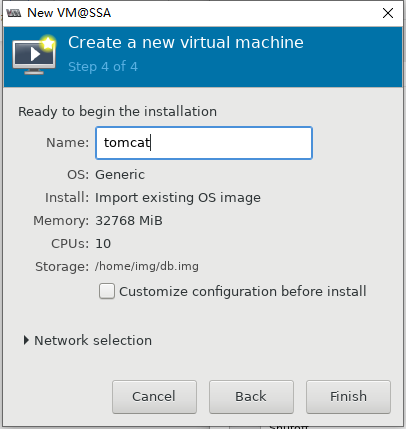 New VM@SSA
Create a new virtual machine
Step 4 of 4
Ready to begin the installation
Name: tomcat
OS: Generic
Install: Import existing OS image
Memory: 32768 MiB
CPUs: 10
Storage: /home/img/db.img
Customize configuration before install
Network selection
Cancel Back Finish